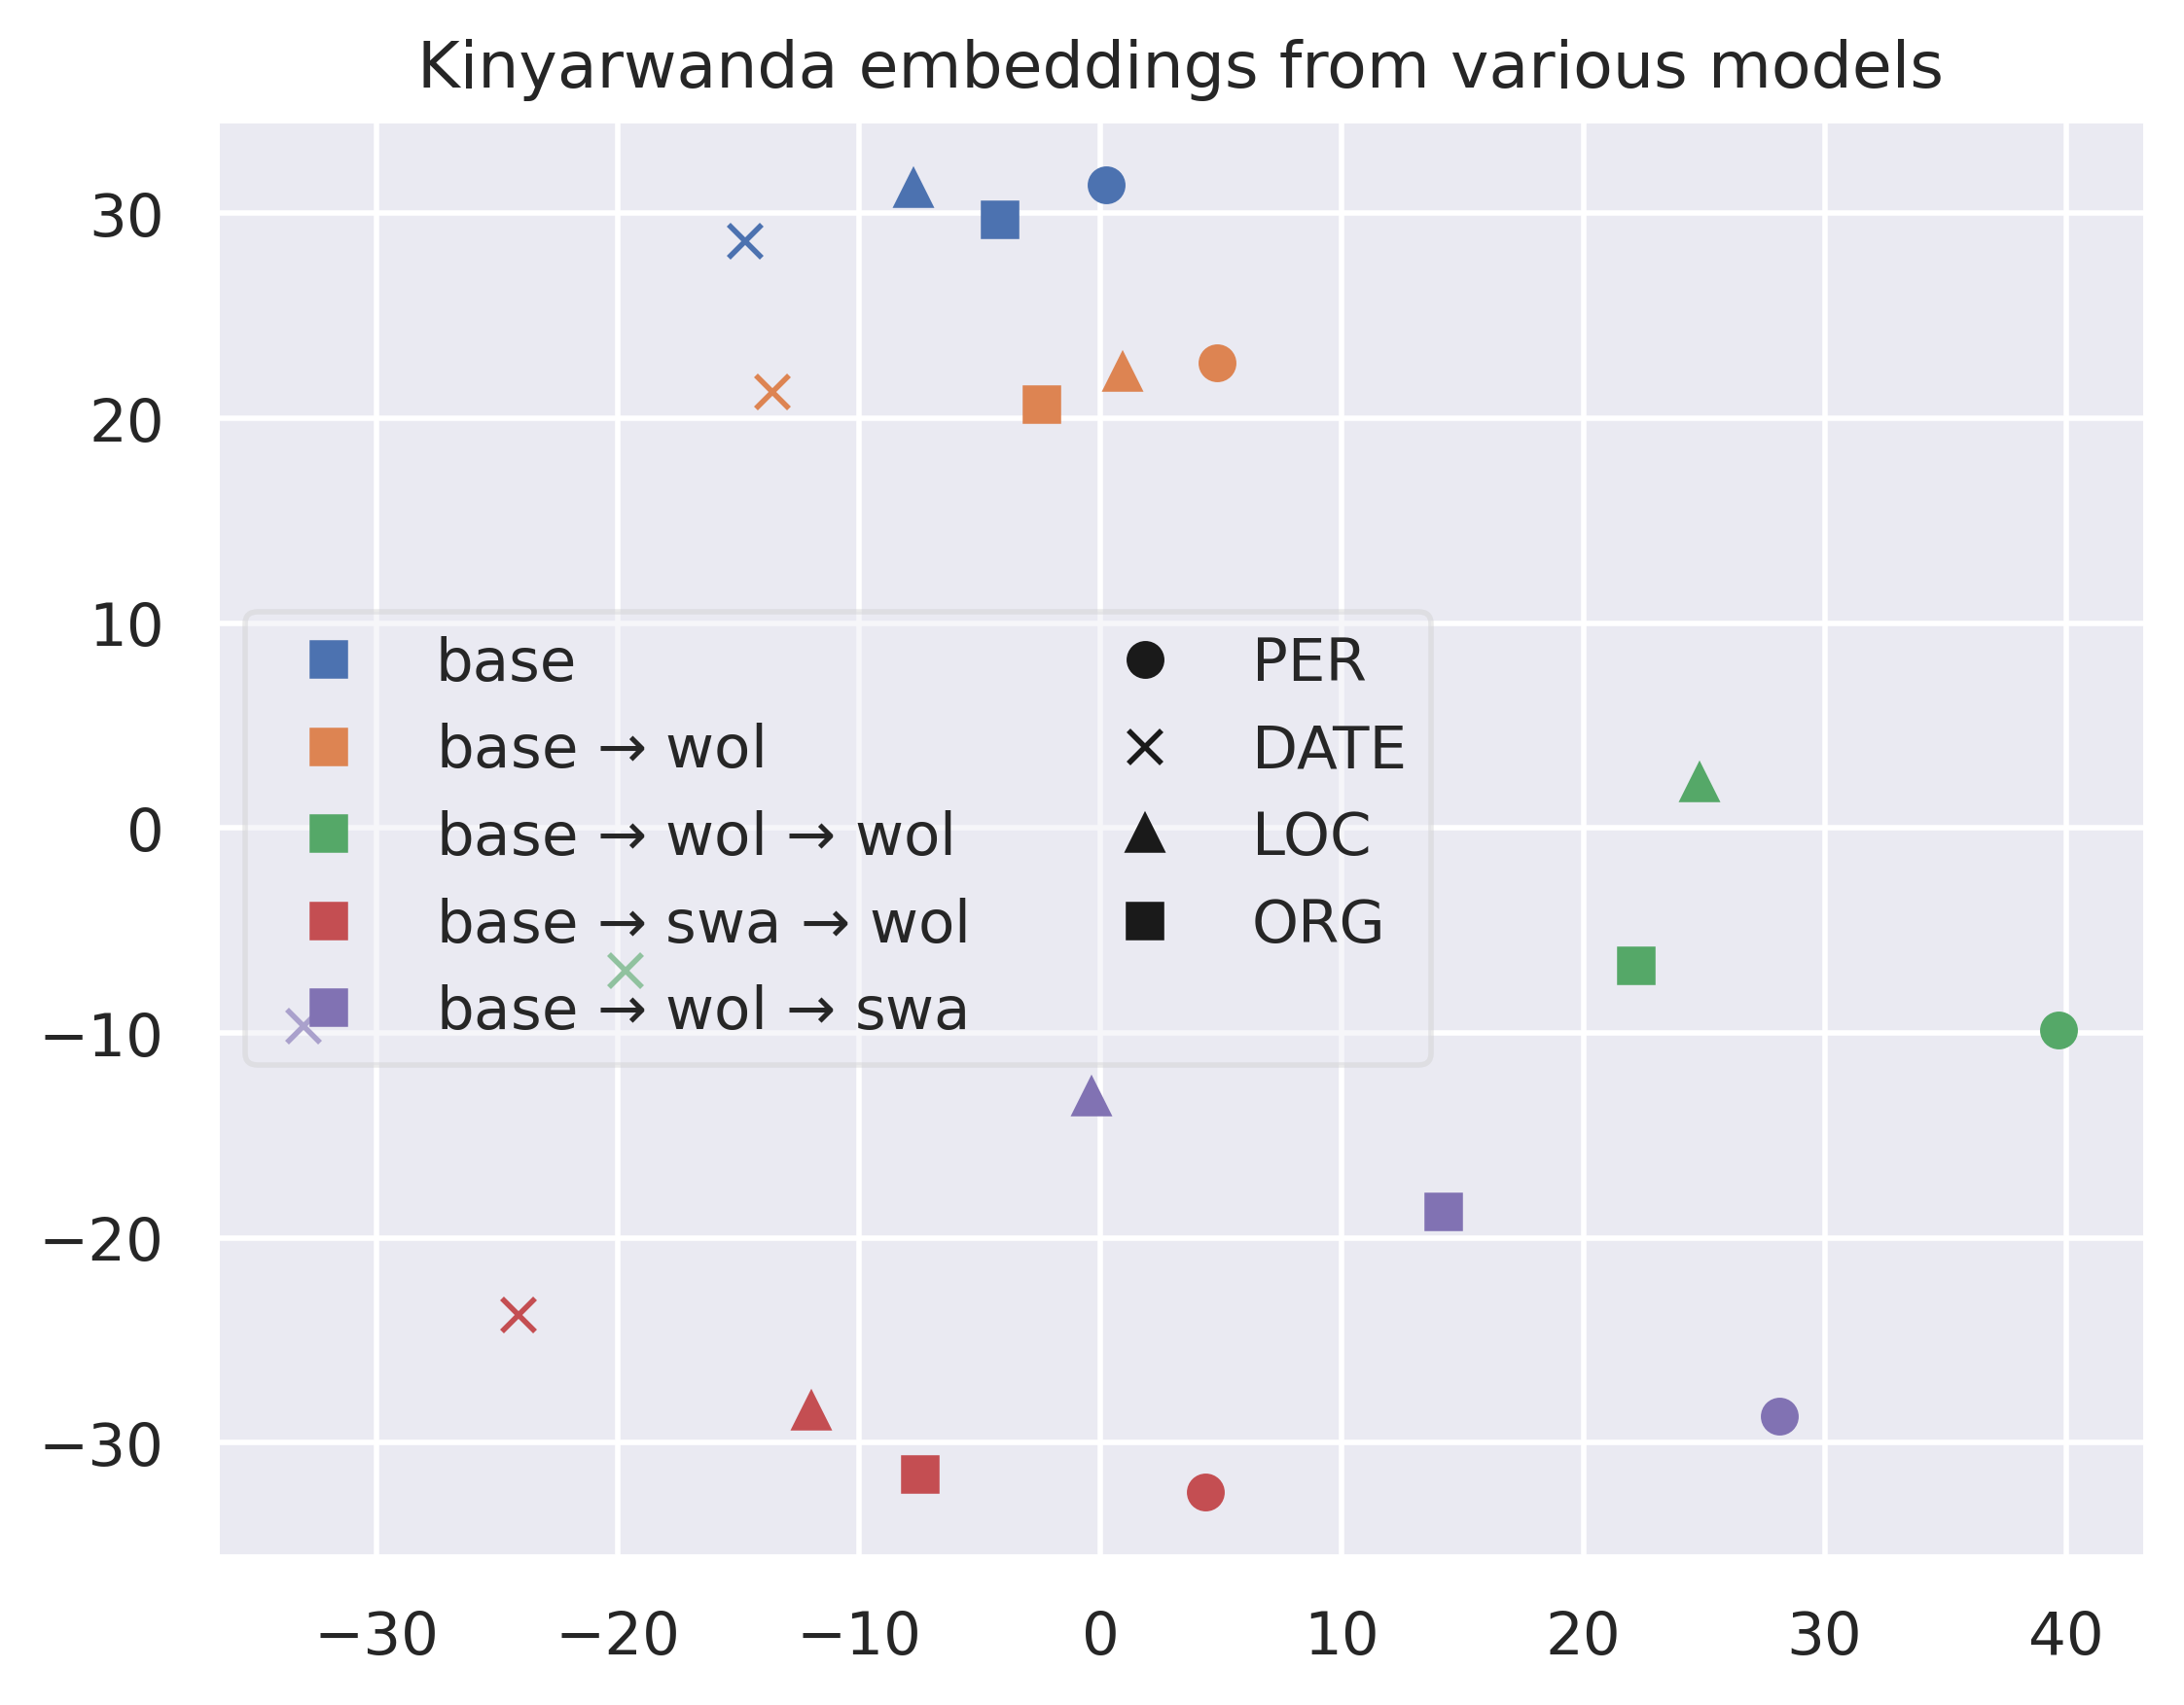 Kinyarwanda embeddings from various models
30
20
10
0
−10
−20
−30
base
base → wol
base → wol → wol
base → swa → wol
base → wol → swa
PER
DATE
LOC
ORG
−30 −20 −10 0 10 20 30 40